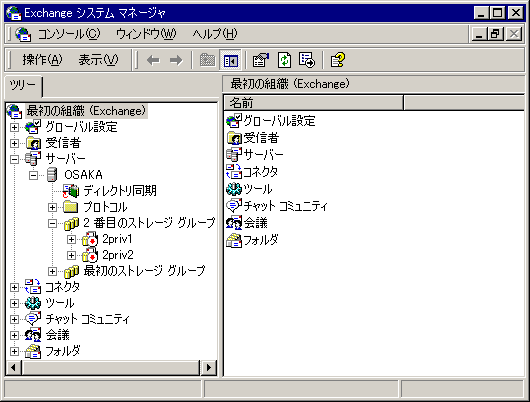 Exchange システム マネージャ
コンソール(C) ウィンドウ(W) ヘルプ(H)
操作(A) 表示(V)
ツリー
最初の組織 (Exchange)
グローバル設定
受信者
サーバー
OSAKA
ディレクトリ同期
プロトコル
2 番目のストレージ グループ
2priv1
2priv2
最初のストレージ グループ
コネクタ
ツール
チャット コミュニティ
会議
フォルダ
最初の組織 (Exchange)
名前
グローバル設定
受信者
サーバー
コネクタ
ツール
チャット コミュニティ
会議
フォルダ